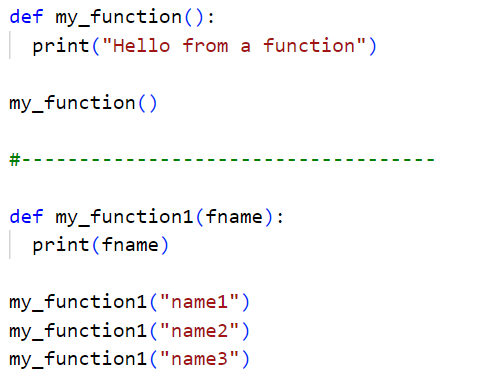 def my_function():
  print("Hello from a function")
my_function()
#------------------------------------
def my_function1(fname):
  print(fname)
my_function1("name1")
my_function1("name2")
my_function1("name3")